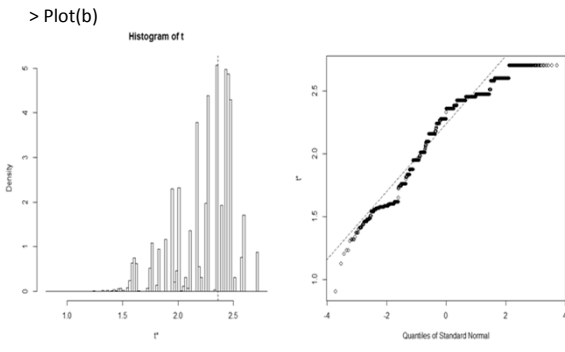 > Plot(b)
Histogram of t
Density
0
1
2
3
4
5
1.0 1.5 2.0 2.5
t*
t*
1.0
1.5
2.0
2.5
-4 -2 0 2 4
Quantiles of Standard Normal